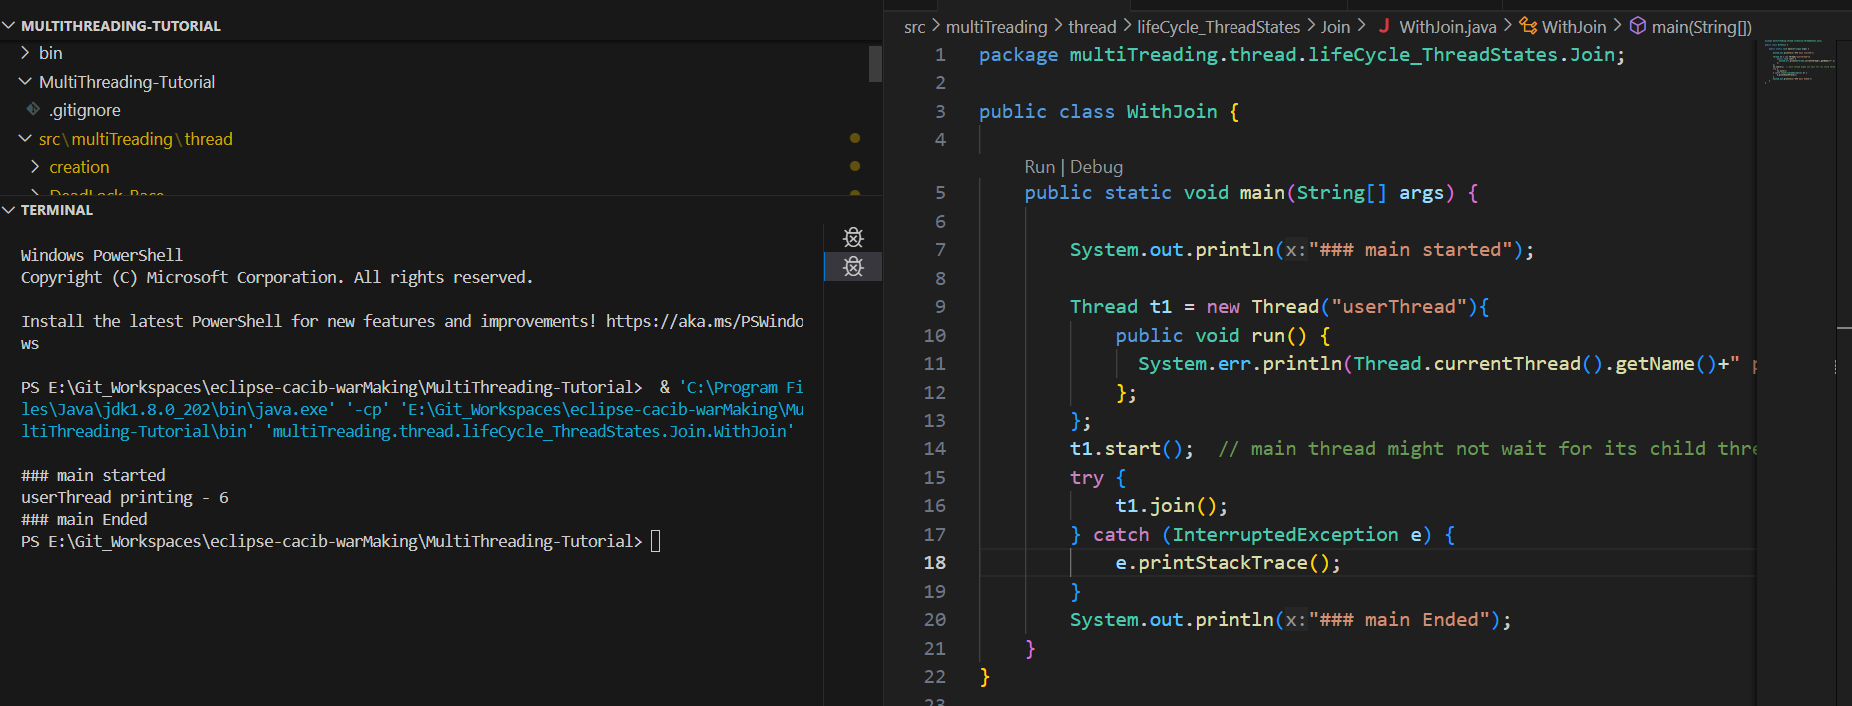 MULTITHREADING-TUTORIAL
bin
MultiThreading-Tutorial
.gitignore
src\multiTreading\thread
creation
TERMINAL
Windows PowerShell
Copyright (C) Microsoft Corporation. All rights reserved.
Install the latest PowerShell for new features and improvements! https://aka.ms/PSWindo
ws
PS E:\Git_Workspaces\eclipse-cacib-warMaking\MultiThreading-Tutorial>  & 'C:\Program Fi
les\Java\jdk1.8.0_202\bin\java.exe' '-cp' 'E:\Git_Workspaces\eclipse-cacib-warMaking\Mu
ltiThreading-Tutorial\bin' 'multiTreading.thread.lifeCycle_ThreadStates.Join.WithJoin'
### main started
userThread printing - 6
### main Ended
PS E:\Git_Workspaces\eclipse-cacib-warMaking\MultiThreading-Tutorial>
src > multiTreading > thread > lifeCycle_ThreadStates > Join > J WithJoin.java > WithJoin > main(String[])
1 package multiTreading.thread.lifeCycle_ThreadStates.Join;
2
3 public class WithJoin {
4
Run | Debug
5 public static void main(String[] args) {
6
7 System.out.println(x:"### main started");
8
9 Thread t1 = new Thread("userThread"){
10 public void run() {
11 System.err.println(Thread.currentThread().getName()+"
12 };
13 };
14 t1.start();  // main thread might not wait for its child
15 try {
16 t1.join();
17 } catch (InterruptedException e) {
18 e.printStackTrace();
19 }
20 System.out.println(x:"### main Ended");
21 }
22 }